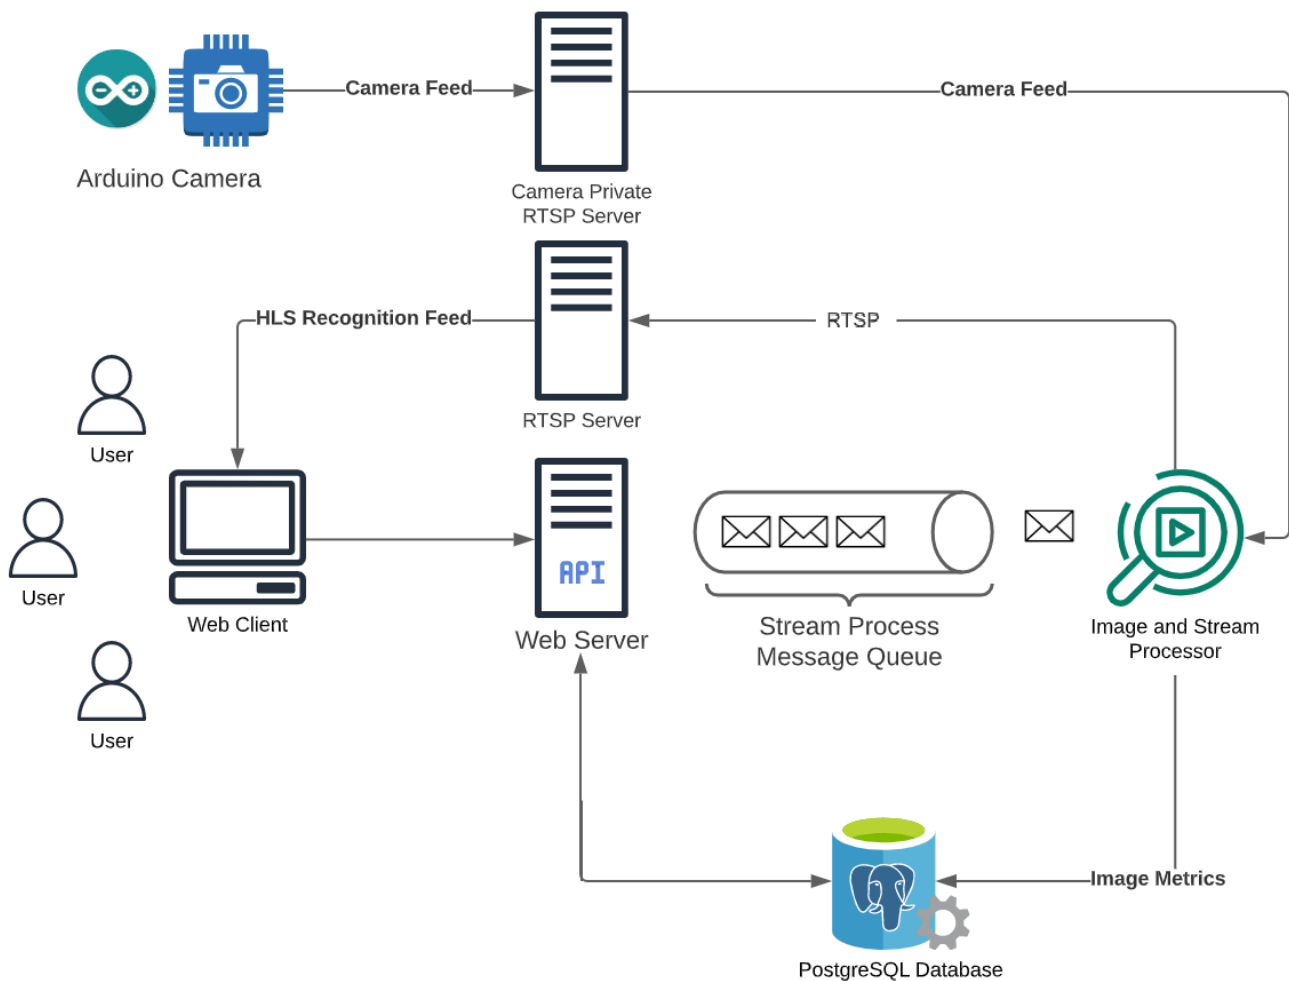 Camera Feed
Camera Feed
Arduino Camera
Camera Private
RTSP Server
HLS Recognition Feed
RTSP
RTSP Server
User
User
User
Web Client
API
Web Server
Stream Process
Message Queue
Image and Stream
Processor
Image Metrics
PostgreSQL Database